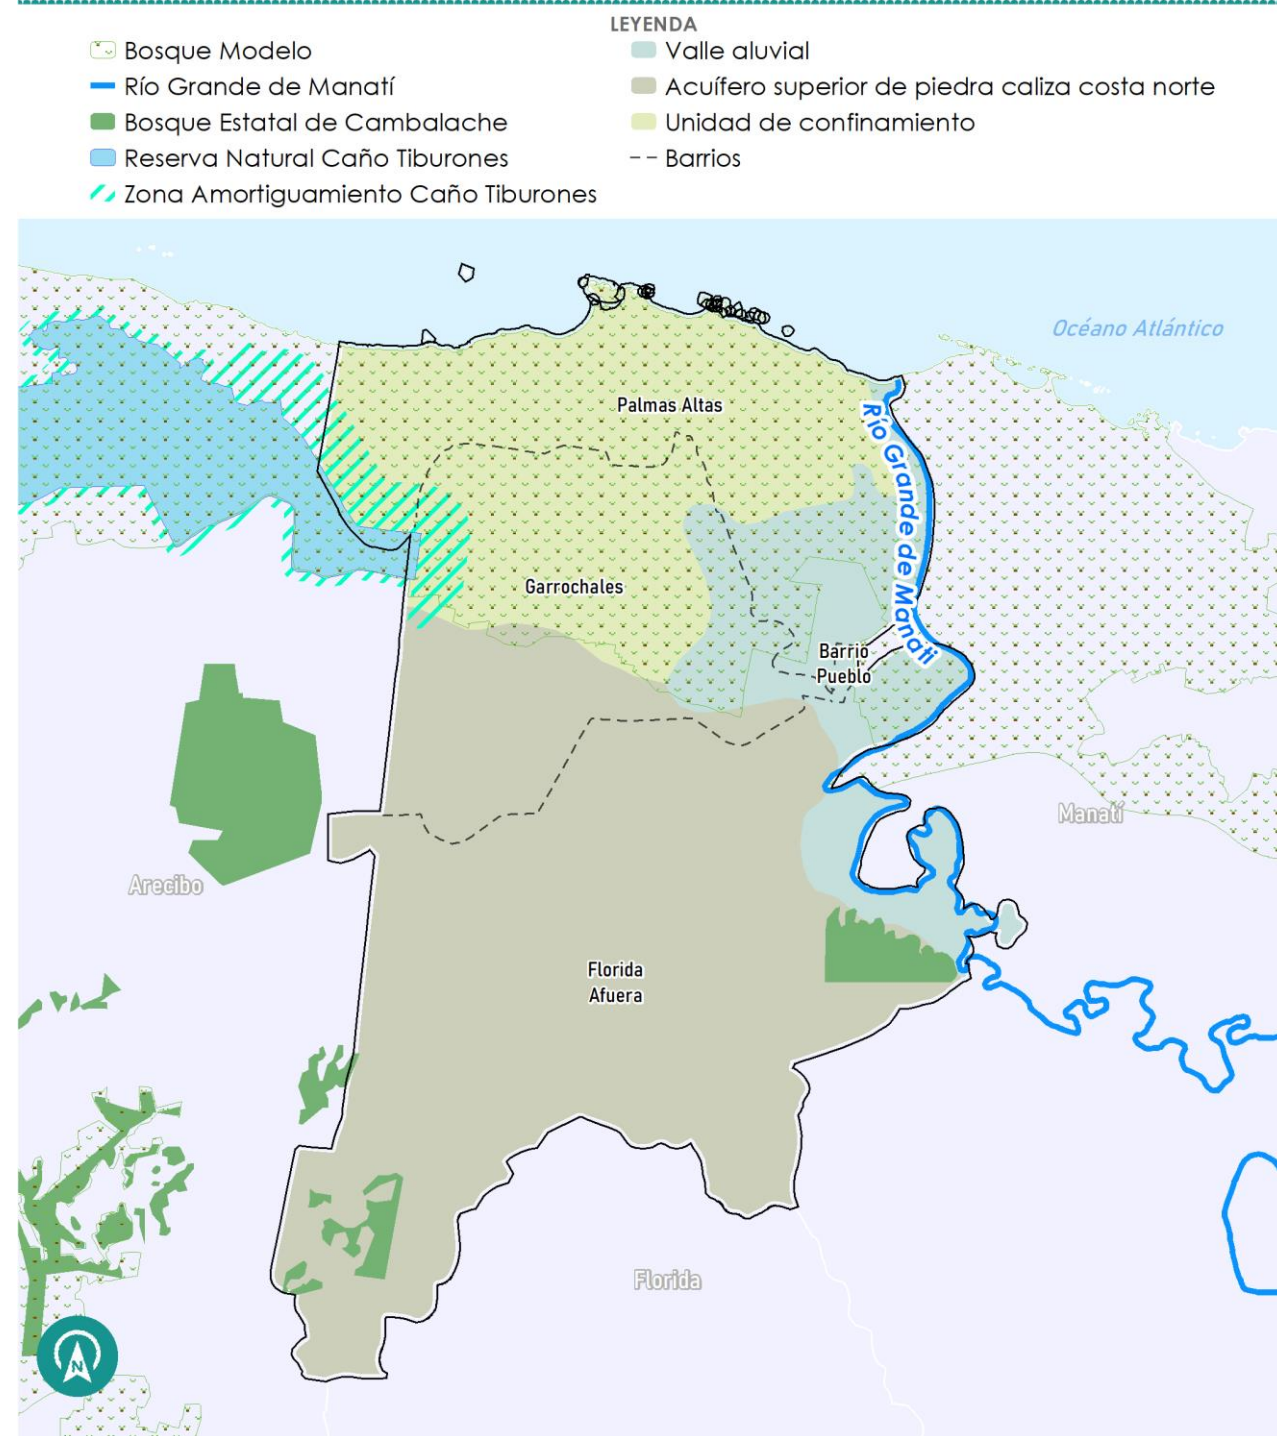 LEYENDA
Bosque Modelo
Río Grande de Manatí
Bosque Estatal de Cambalache
Reserva Natural Caño Tiburones
Zona Amortiguamiento Caño Tiburones
Valle aluvial
Acuífero superior de piedra caliza costa norte
Unidad de confinamiento
Barrios
Océano Atlántico
Palmas Altas
Río Grande de Manatí
Garrochales
Barrio
Pueblo
Manatí
Arecibo
Florida
Afuera
Florida
N